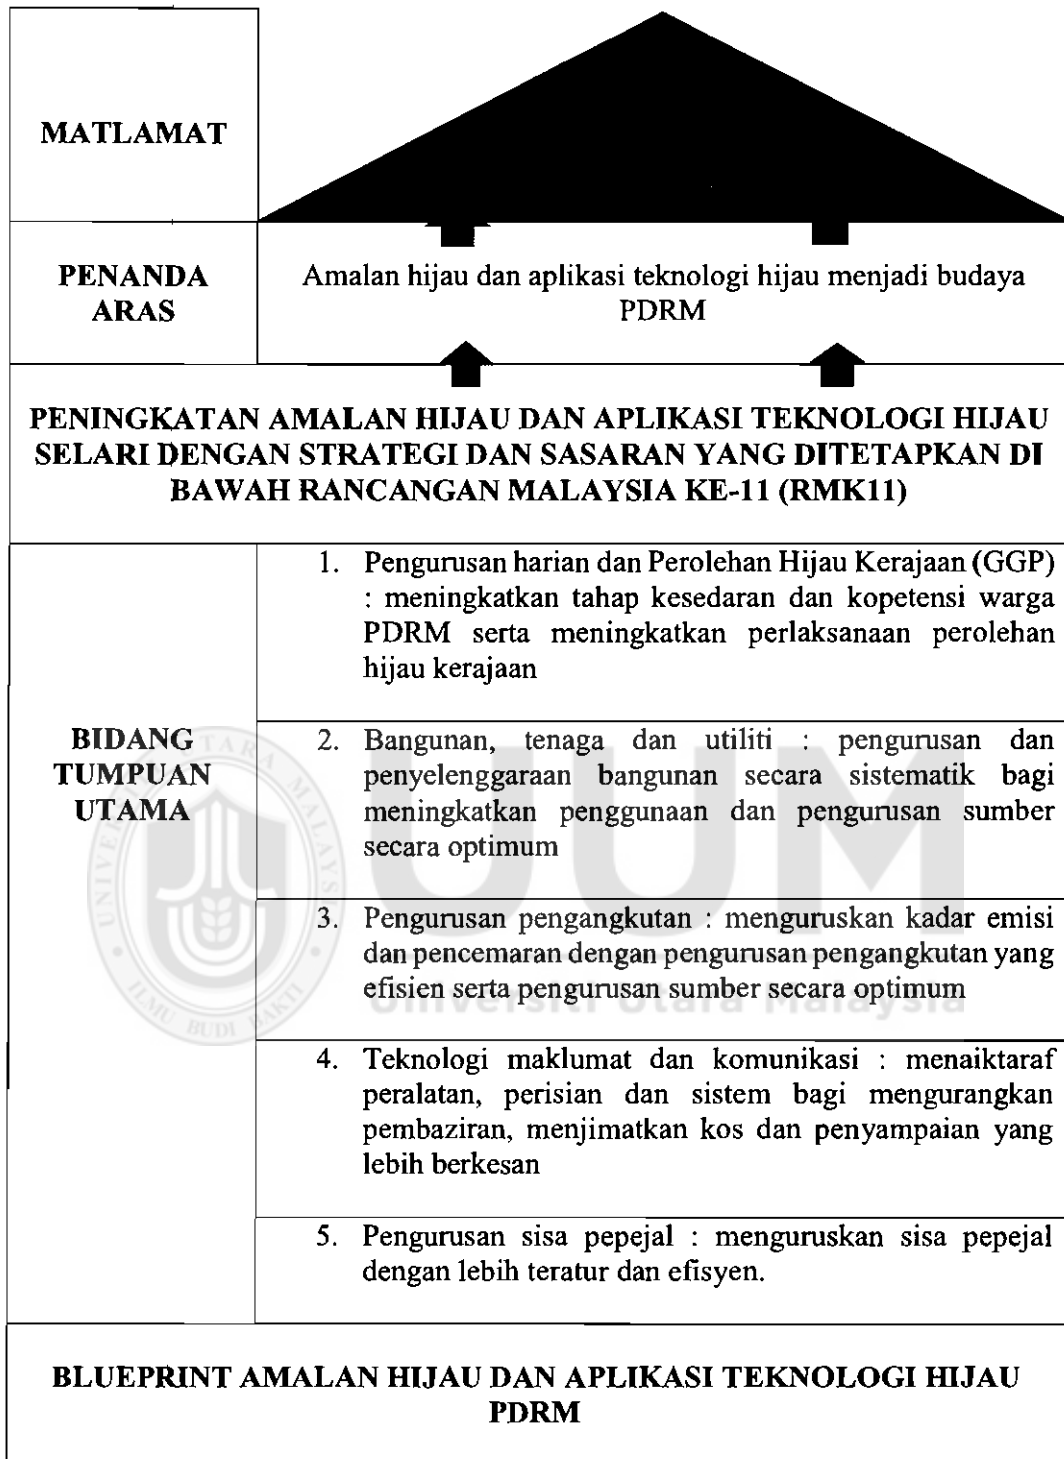 MATLAMAT
PENANDA
ARAS
Amalan hijau dan aplikasi teknologi hijau menjadi budaya
PDRM
PENINGKATAN AMALAN HIJAU DAN APLIKASI TEKNOLOGI HIJAU
SELARI DENGAN STRATEGI DAN SASARAN YANG DITETAPKAN DI
BAWAH RANCANGAN MALAYSIA KE-11 (RMK11)
BIDANG
TUMPUAN
UTAMA
1. Pengurusan harian dan Perolehan Hijau Kerajaan (GGP)
: meningkatkan tahap kesedaran dan kopetensi warga
PDRM serta meningkatkan perlaksanaan perolehan
hijau kerajaan
2. Bangunan, tenaga dan utiliti : pengurusan dan
penyelenggaraan bangunan secara sistematik bagi
meningkatkan penggunaan dan pengurusan sumber
secara optimum
3. Pengurusan pengangkutan : menguruskan kadar emisi
dan pencemaran dengan pengurusan pengangkutan yang
efisien serta pengurusan sumber secara optimum
4. Teknologi maklumat dan komunikasi : menaiktaraf
peralatan, perisian dan sistem bagi mengurangkan
pembaziran, menjimatkan kos dan penyampaian yang
lebih berkesan
5. Pengurusan sisa pepejal : menguruskan sisa pepejal
dengan lebih teratur dan efisyen.
BLUEPRINT AMALAN HIJAU DAN APLIKASI TEKNOLOGI HIJAU
PDRM
UNIVERSITI UTARA MALAYSIA
ILMU BUDI BAKTI
UUM
Universiti Utara Malaysia